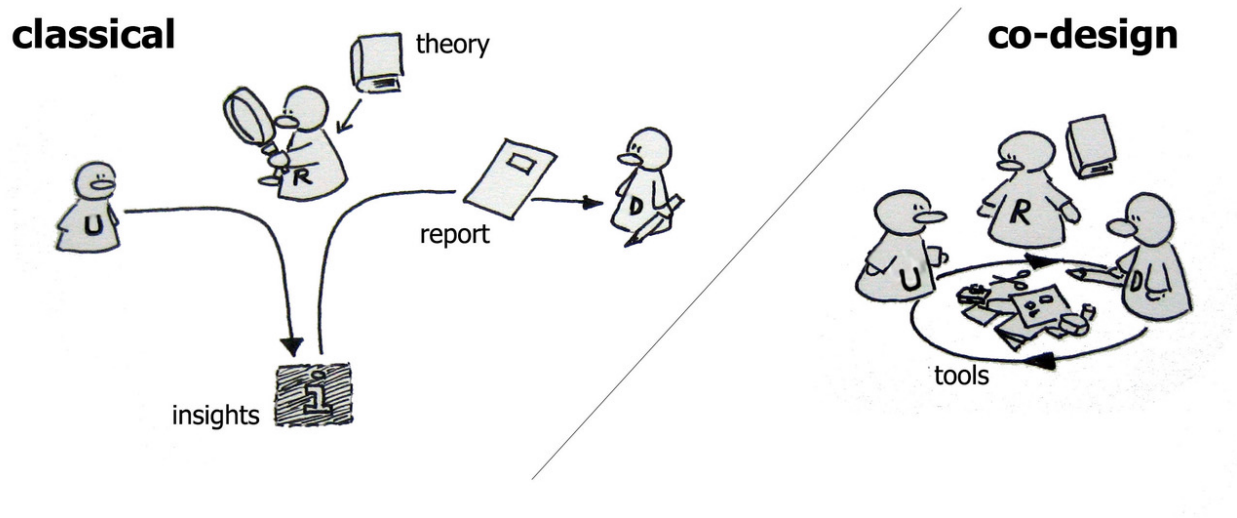 classical
theory
R
U
report
D
insights
i
co-design
R
U
D
tools